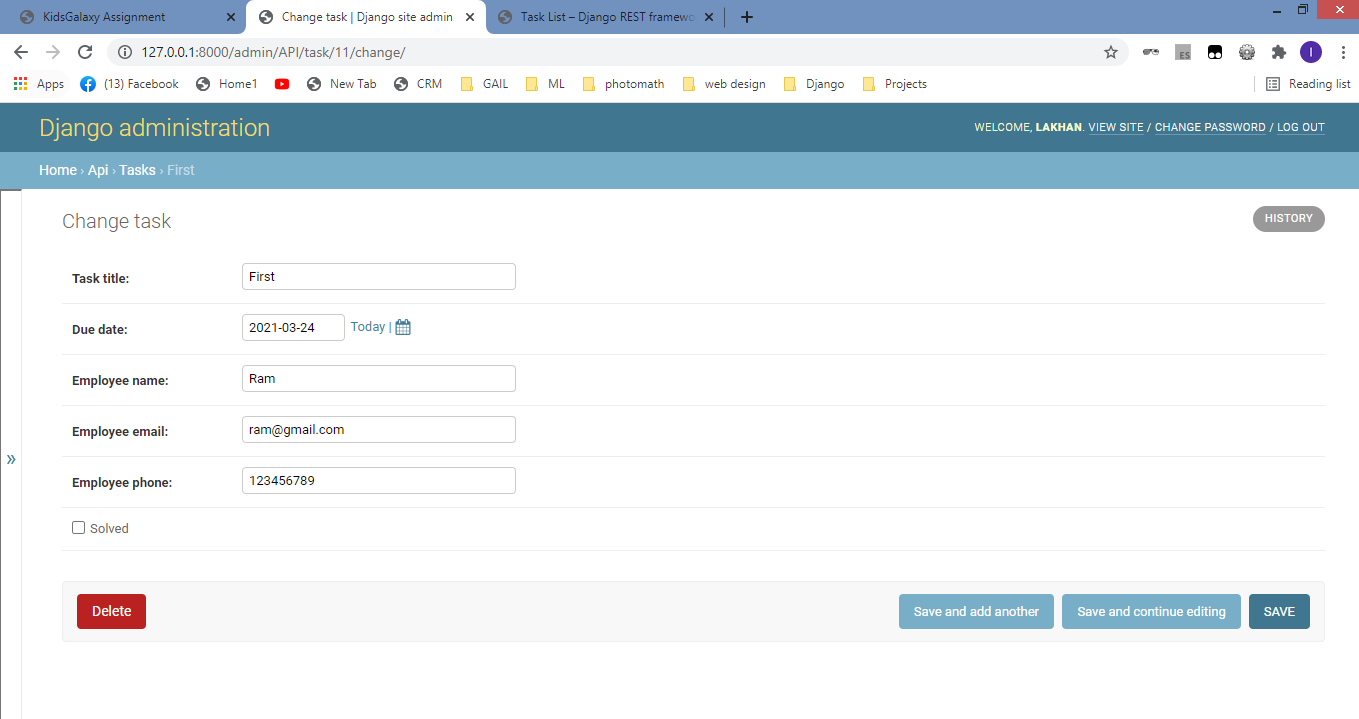 KidsGalaxy Assignment
Change task | Django site admin
Task List – Django REST framewo
127.0.0.1:8000/admin/API/task/11/change/
ES
I
Apps
(13) Facebook
Home1
New Tab
CRM
GAIL
ML
photomath
web design
Django
Projects
Reading list
Django administration
WELCOME, LAKHAN. VIEW SITE / CHANGE PASSWORD / LOG OUT
Home › Api › Tasks › First
Change task
HISTORY
Task title: First
Due date: 2021-03-24 Today |
Employee name: Ram
Employee email: ram@gmail.com
Employee phone: 123456789
Solved
»
Delete
Save and add another
Save and continue editing
SAVE